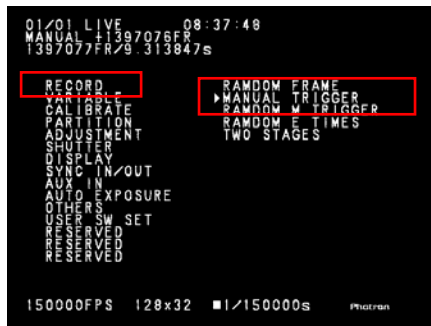 01/01 LIVE 08:37:48
MANUAL +1397076FR
1397077FR/9.313847s
RECORD
VARIABLE
CALIBRATE
PARTITION
ADJUSTMENT
SHUTTER
DISPLAY
SYNC IN/OUT
AUX IN
AUTO EXPOSURE
OTHERS
USER SW SET
RESERVED
RESERVED
RESERVED
RAMDOM FRAME
▶MANUAL TRIGGER
RAMDOM M TRIGGER
RAMDOM E TIMES
TWO STAGES
150000FPS 128x32 ■1/150000s Photron